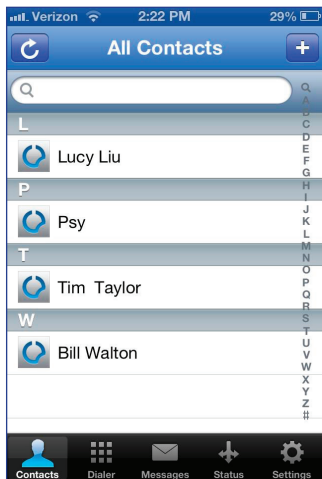 Verizon 2:22 PM 29%
All Contacts +
L
Lucy Liu
P
Psy
T
Tim Taylor
W
Bill Walton
A
B
C
D
E
F
G
H
I
J
K
L
M
N
O
P
Q
R
S
T
U
V
W
X
Y
Z
#
Contacts Dialer Messages Status Settings